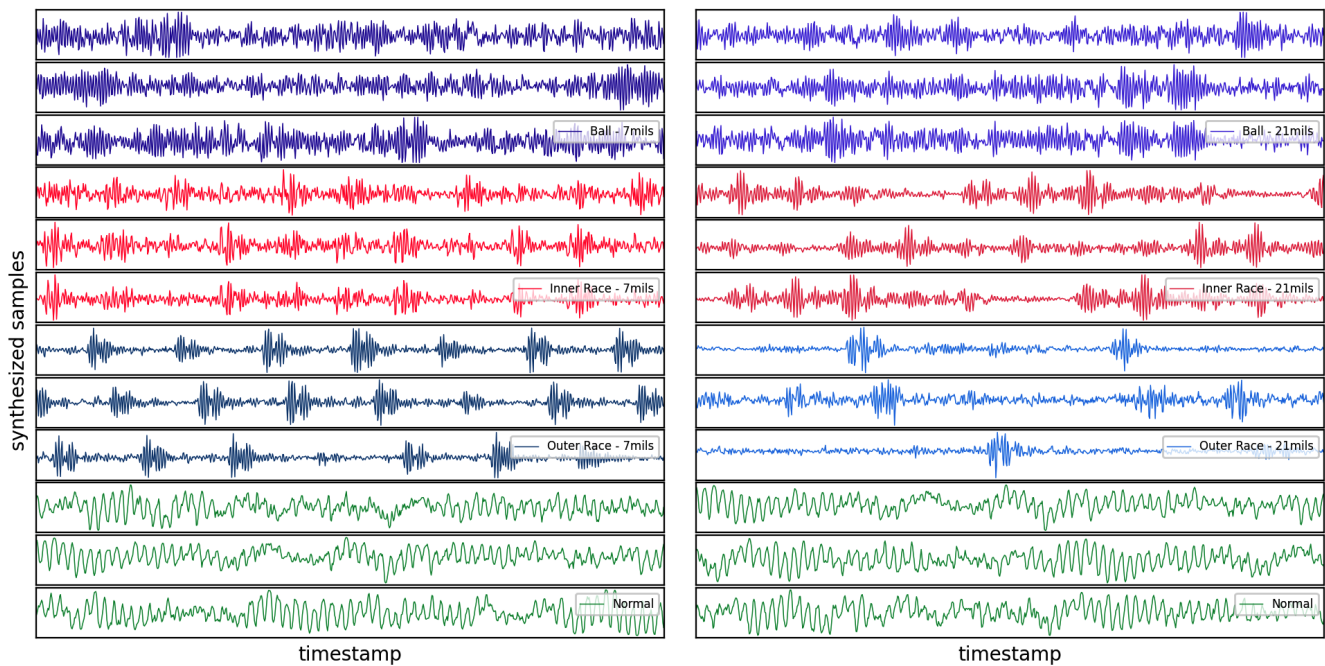 synthesized samples
Ball - 7mils
Inner Race - 7mils
Outer Race - 7mils
Normal
timestamp
Ball - 21mils
Inner Race - 21mils
Outer Race - 21mils
Normal
timestamp